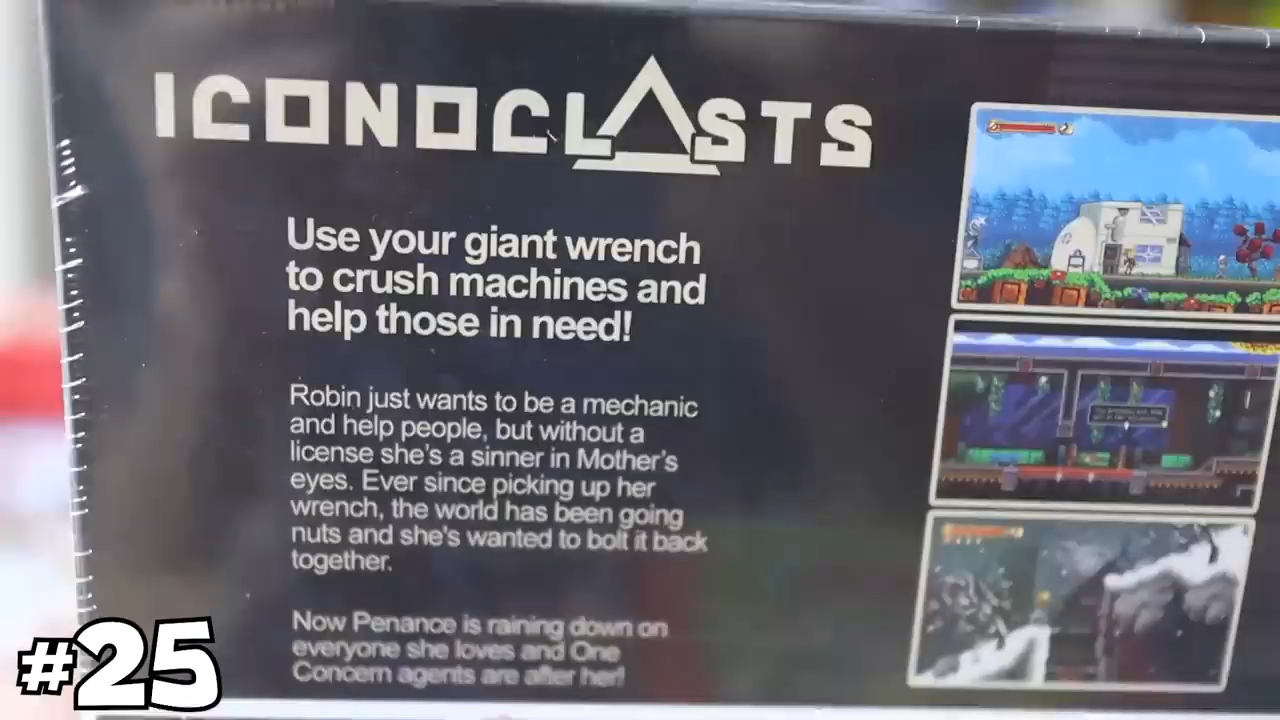 ICONOCLASTS
Use your giant wrench
to crush machines and
help those in need!
Robin just wants to be a mechanic
and help people, but without a
license she's a sinner in Mother's
eyes. Ever since picking up her
wrench, the world has been going
nuts and she's wanted to bolt it back
together.
Now Penance is raining down on
everyone she loves and One
Concern agents are after her!
#25